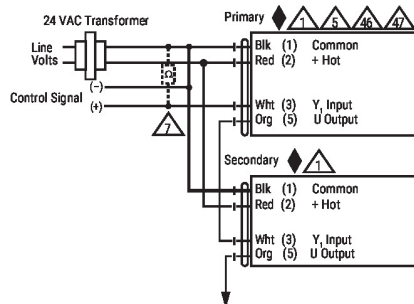 24 VAC Transformer
Primary 1 5 46 47
Line
Volts
Blk (1) Common
Red (2) + Hot
Ω
(–)
Control Signal
(+)
Wht (3) Y₁ Input
Org (5) U Output
7
Secondary 1
Blk (1) Common
Red (2) + Hot
Wht (3) Y₁ Input
Org (5) U Output